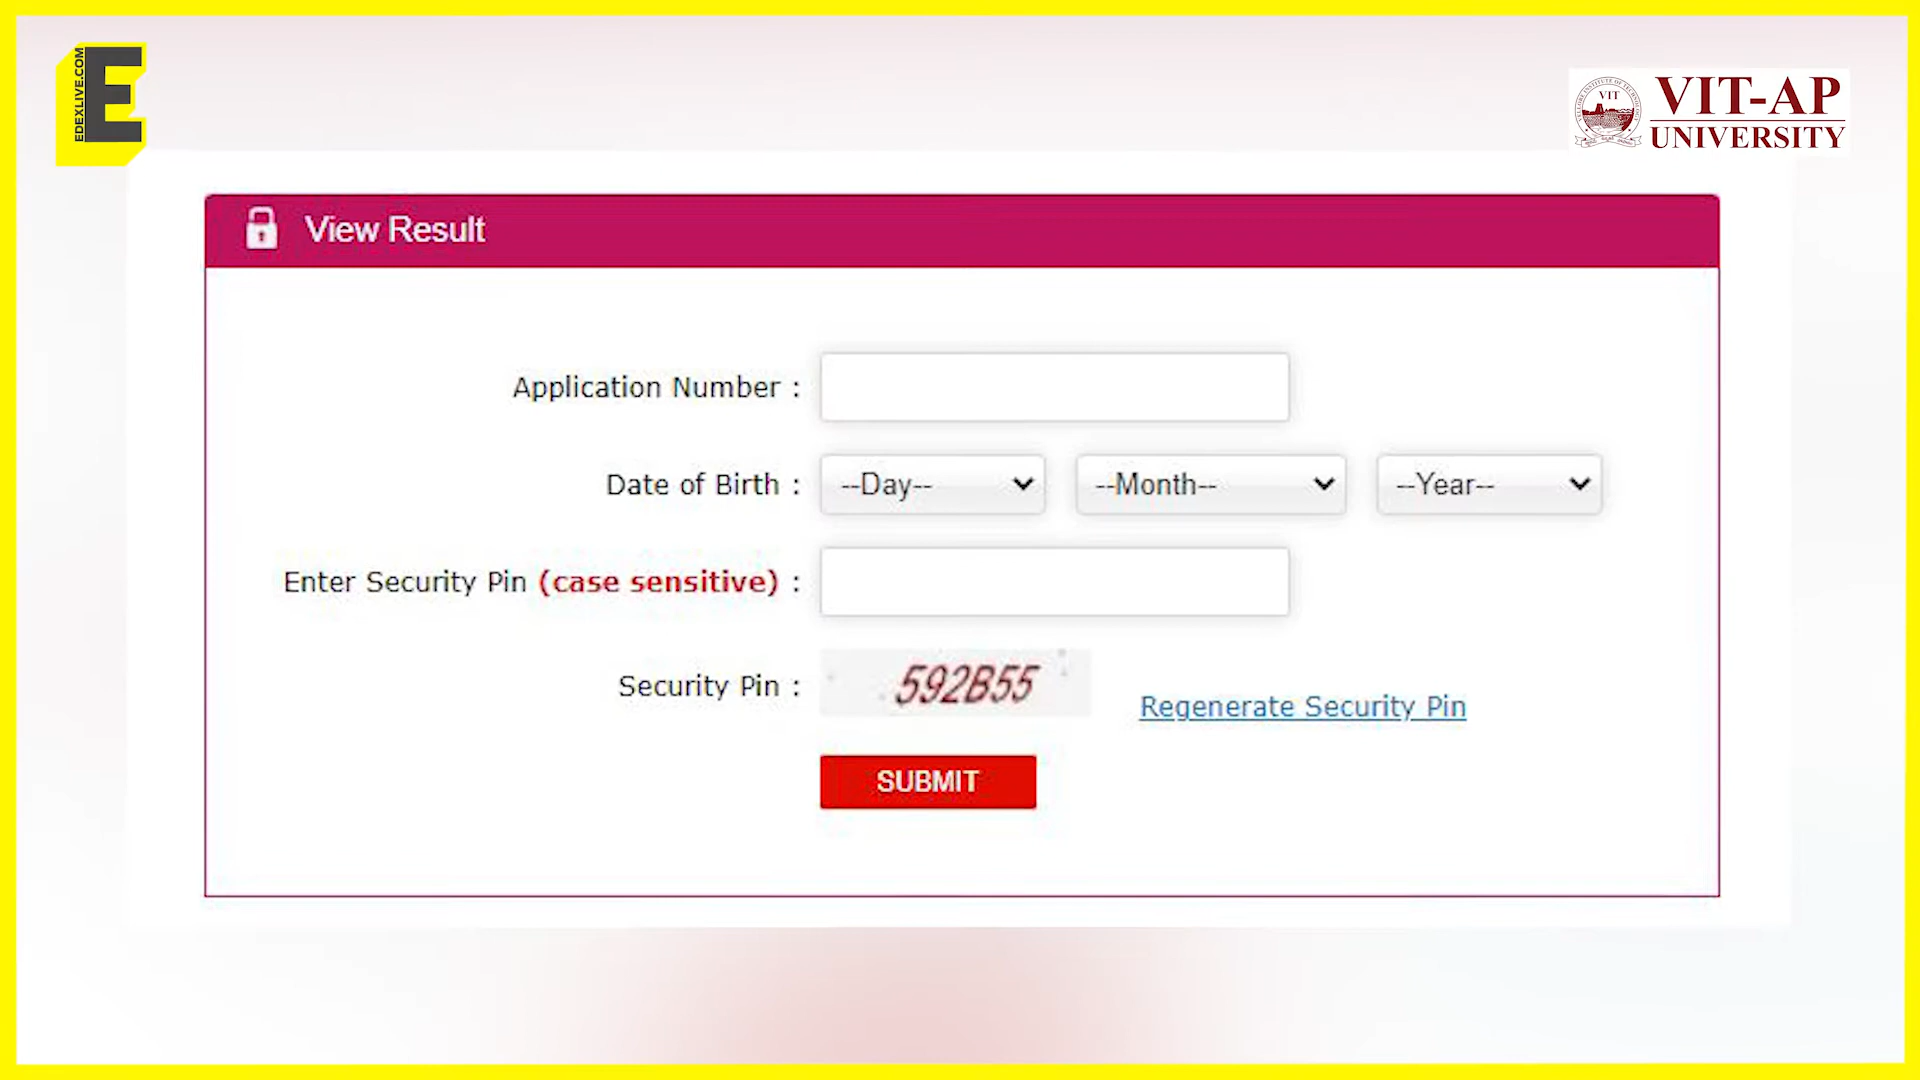 EDEXLIVE.COM
E
VIT
VIT-AP
UNIVERSITY
View Result
Application Number :
Date of Birth : --Day-- --Month-- --Year--
Enter Security Pin (case sensitive) :
Security Pin : 592B55
Regenerate Security Pin
SUBMIT